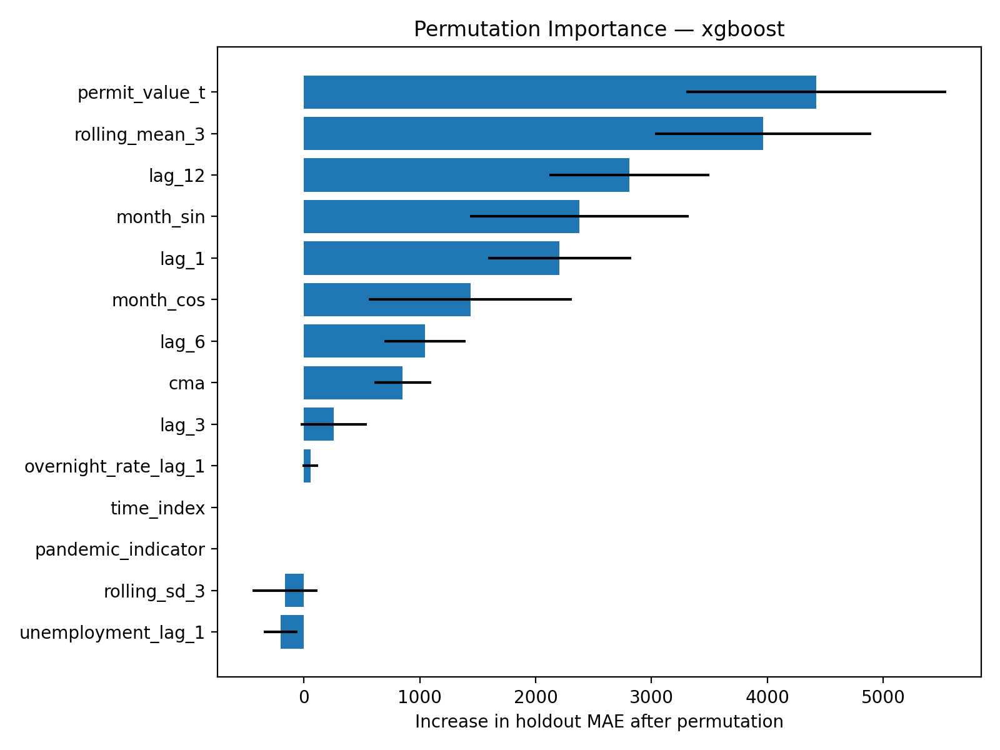 Permutation Importance — xgboost
permit_value_t
rolling_mean_3
lag_12
month_sin
lag_1
month_cos
lag_6
cma
lag_3
overnight_rate_lag_1
time_index
pandemic_indicator
rolling_sd_3
unemployment_lag_1
0 1000 2000 3000 4000 5000
Increase in holdout MAE after permutation